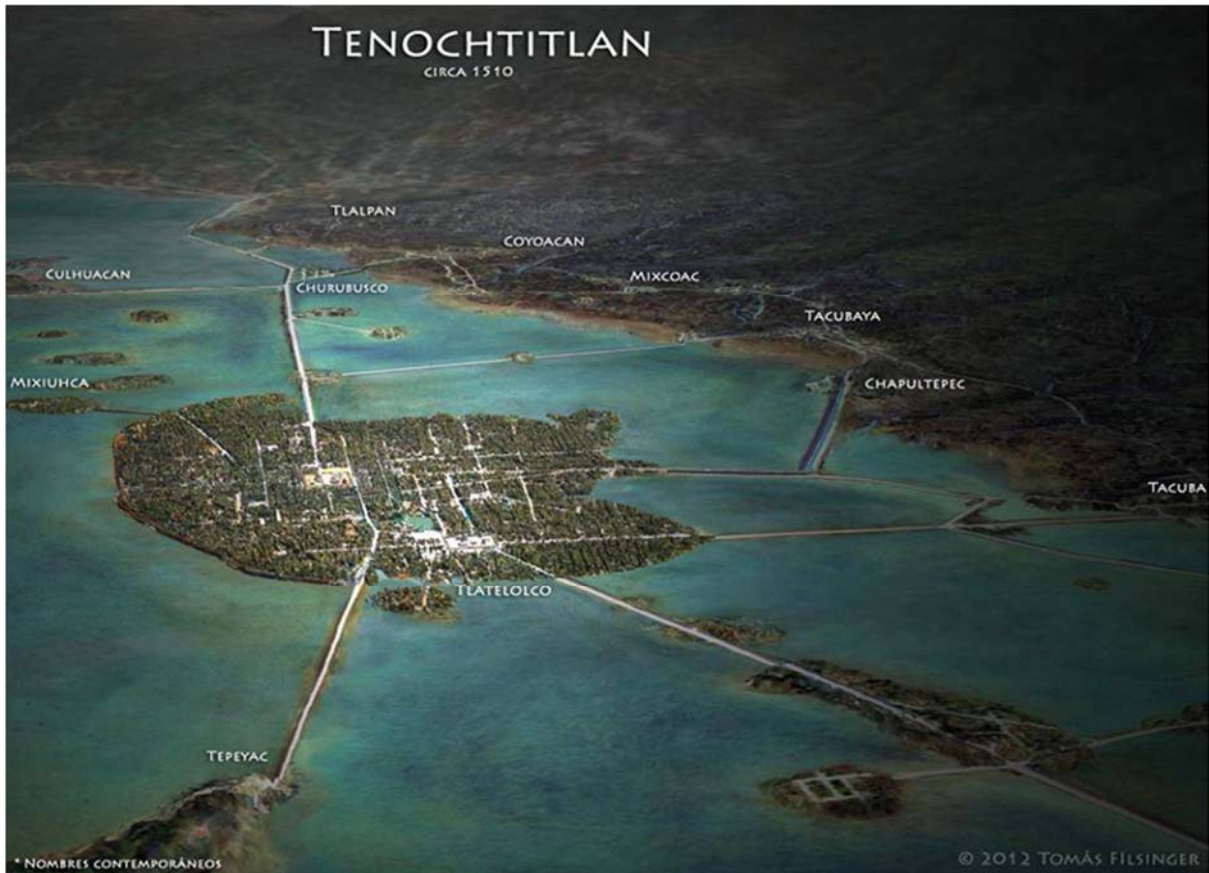 TENOCHTITLAN
CIRCA 1510
TLALPAN
COYOACAN
CULHUACAN
MIXCOAC
CHURUBUSCO
TACUBAYA
MIXIUHCA
CHAPULTEPEC
TACUBA
TLATELOLCO
TEPEYAC
* NOMBRES CONTEMPORÁNEOS
© 2012 TOMÁS FILSINGER